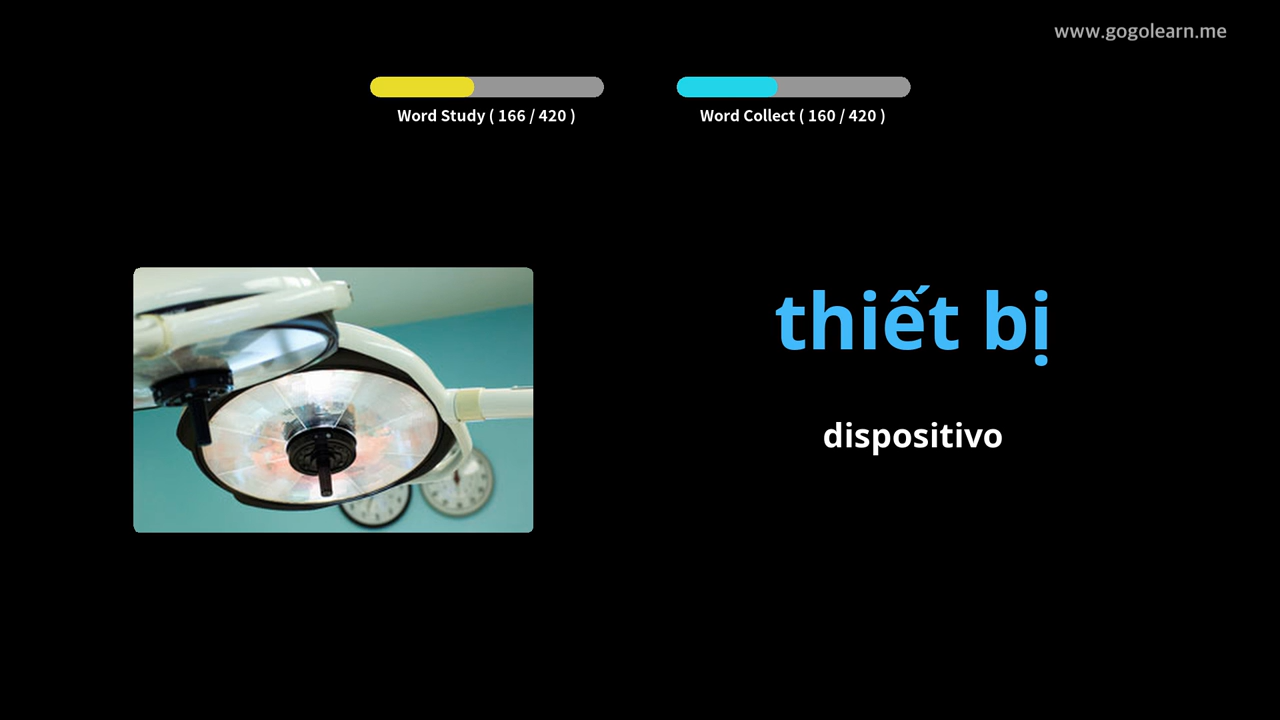 www.gogolearn.me
Word Study ( 166 / 420 )
Word Collect ( 160 / 420 )
thiết bị
dispositivo